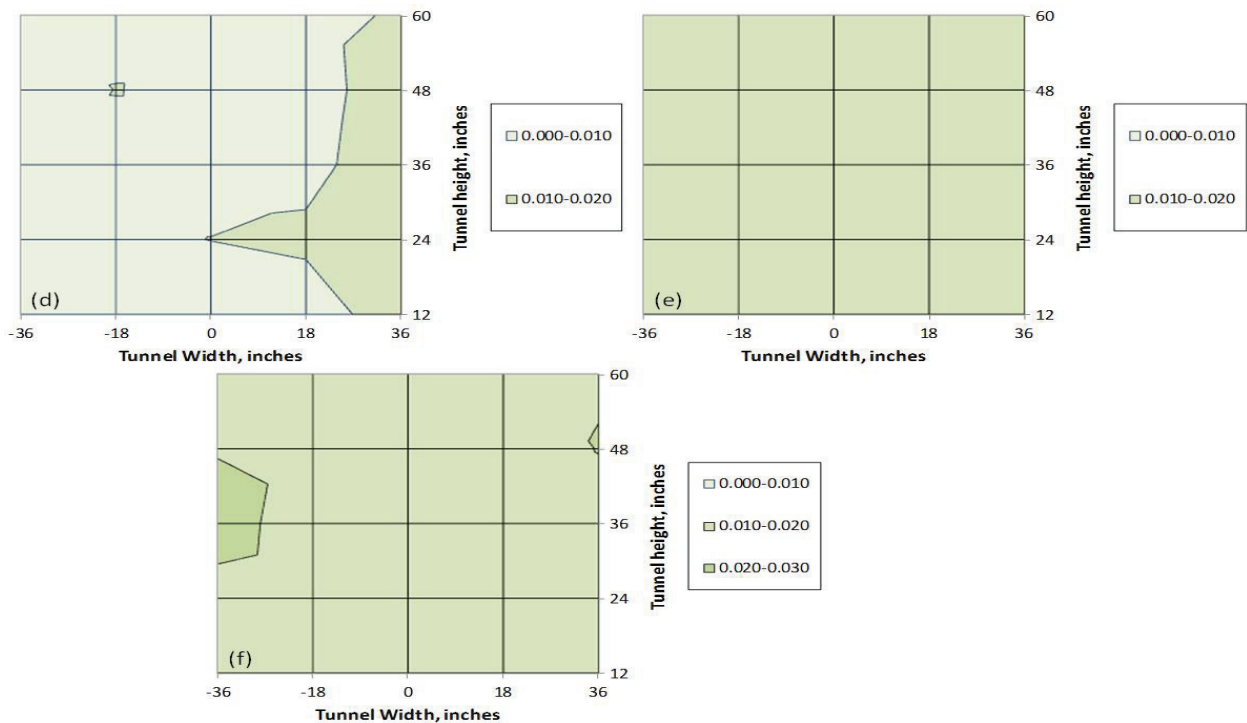 60
48
36
24
12
Tunnel height, inches
(d)
-36 -18 0 18 36
Tunnel Width, inches
0.000-0.010
0.010-0.020
60
48
36
24
12
Tunnel height, inches
(e)
-36 -18 0 18 36
Tunnel Width, inches
0.000-0.010
0.010-0.020
60
48
36
24
12
Tunnel height, inches
(f)
-36 -18 0 18 36
Tunnel Width, inches
0.000-0.010
0.010-0.020
0.020-0.030